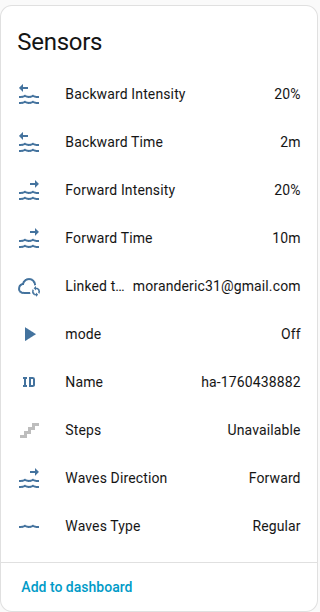 Sensors
Backward Intensity 20%
Backward Time 2m
Forward Intensity 20%
Forward Time 10m
Linked t... moranderic31@gmail.com
mode Off
ID Name ha-1760438882
Steps Unavailable
Waves Direction Forward
Waves Type Regular
Add to dashboard